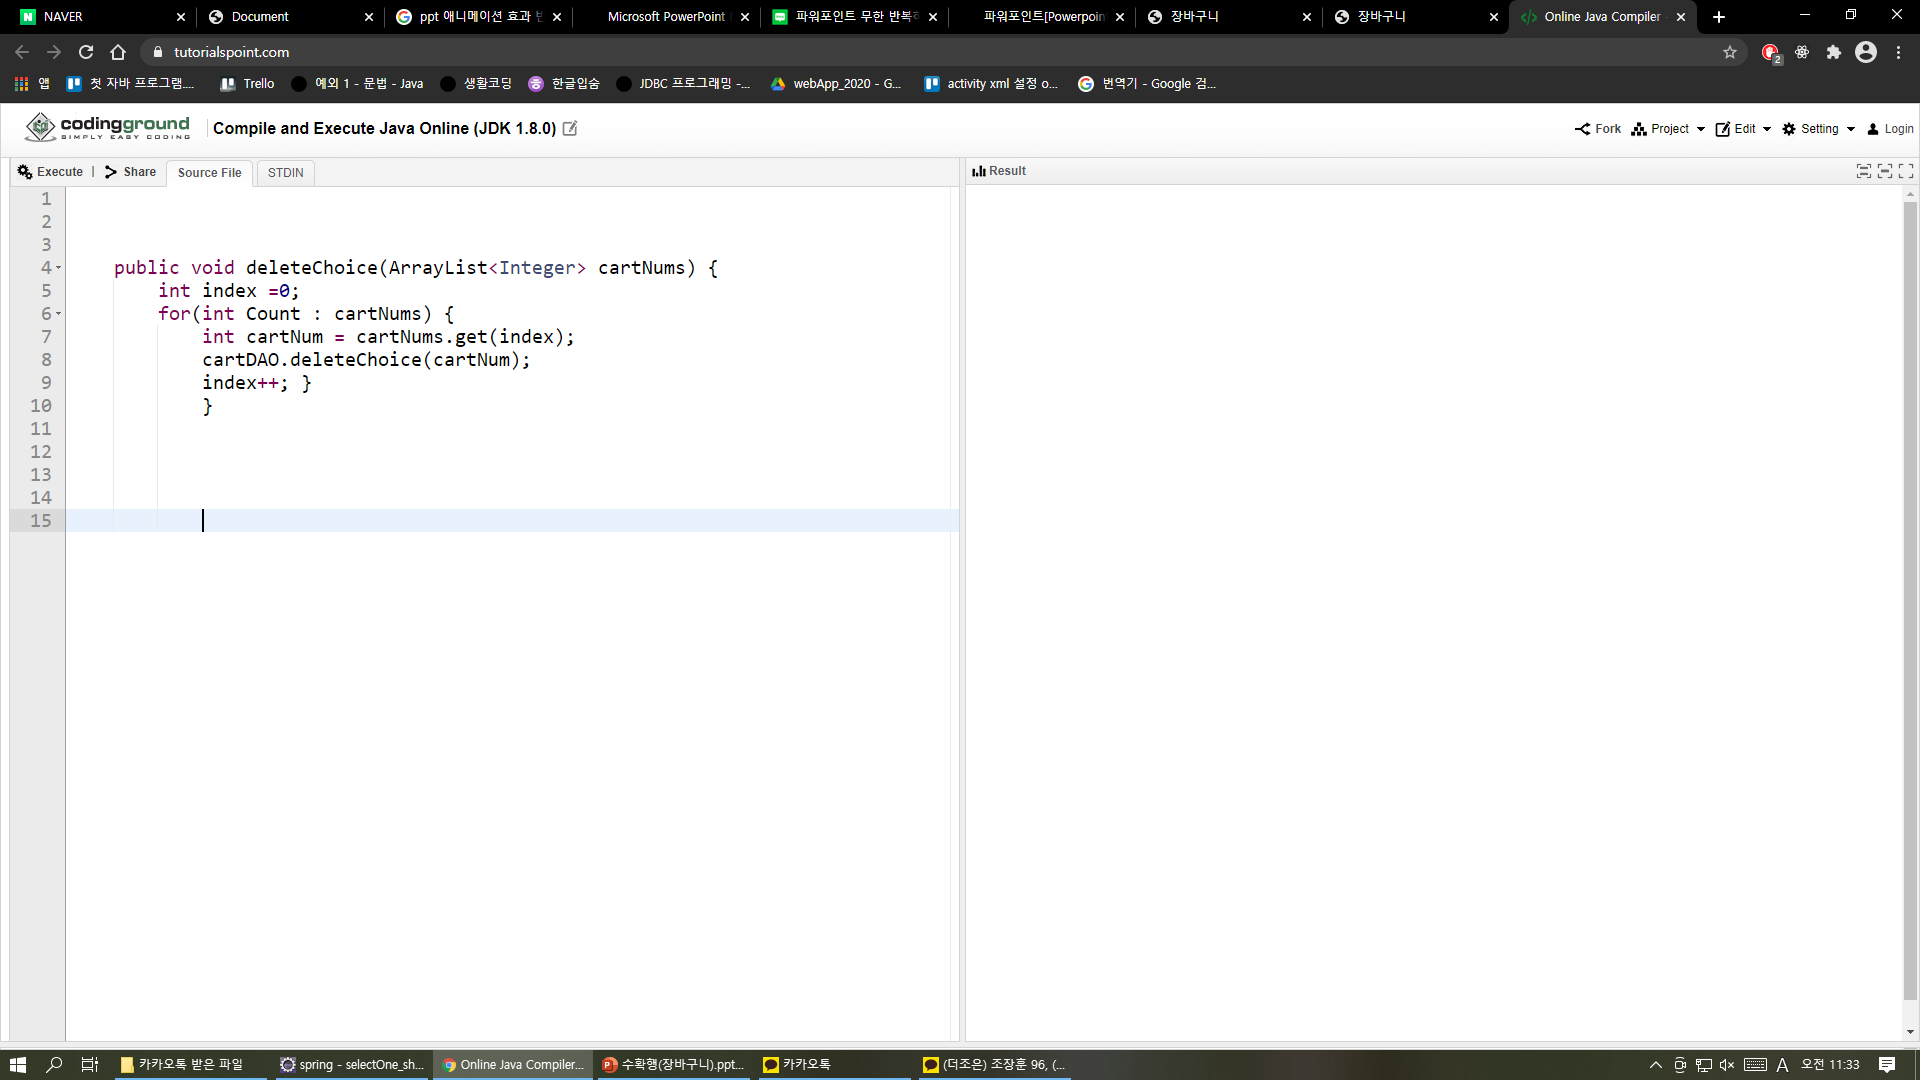 NAVER
Document
ppt 애니메이션 효과
Microsoft PowerPoint
파워포인트 무한 반복하
파워포인트[Powerpoin
장바구니
장바구니
Online Java Compiler
tutorialspoint.com
2
앱
첫 자바 프로그램....
Trello
예외 1 - 문법 - Java
생활코딩
한글입숨
JDBC 프로그래밍 -...
webApp_2020 - G...
activity xml 설정 o...
번역기 - Google 검...
codingground
SIMPLY EASY CODING
Compile and Execute Java Online (JDK 1.8.0)
Fork
Project
Edit
Setting
Login
Execute | Share
Source File
STDIN
Result
1
2
3
4 public void deleteChoice(ArrayList<Integer> cartNums) {
5 int index =0;
6 for(int Count : cartNums) {
7 int cartNum = cartNums.get(index);
8 cartDAO.deleteChoice(cartNum);
9 index++; }
10 }
11
12
13
14
15
카카오톡 받은 파일
spring - selectOne_sh...
Online Java Compiler...
수확행(장바구니).ppt...
카카오톡
(더조은) 조장훈 96, (...
A
오전 11:33